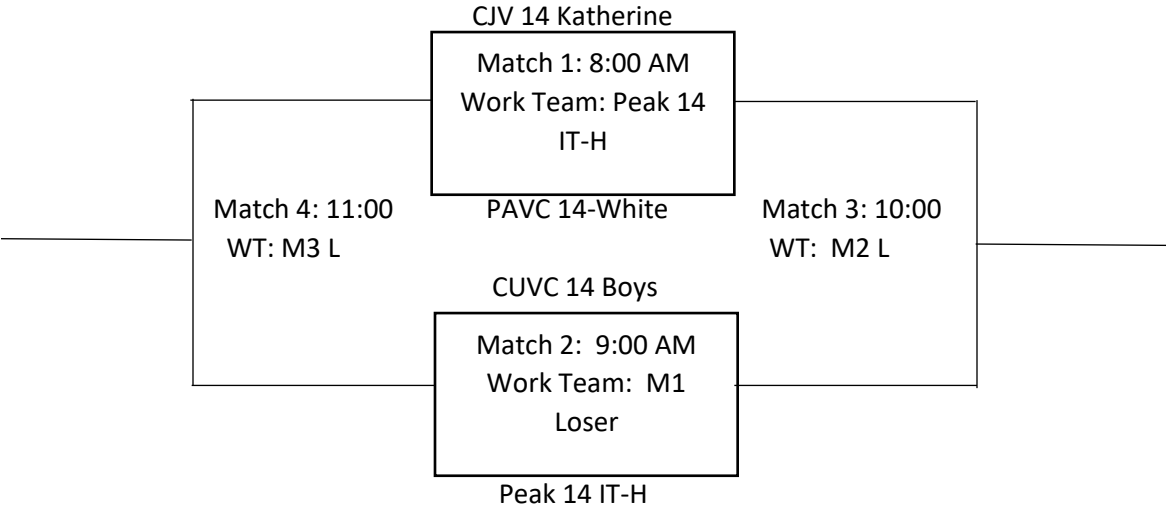 CJV 14 Katherine
Match 1: 8:00 AM
Work Team: Peak 14
IT-H
Match 4: 11:00
WT: M3 L
PAVC 14-White
Match 3: 10:00
WT: M2 L
CUVC 14 Boys
Match 2: 9:00 AM
Work Team: M1
Loser
Peak 14 IT-H